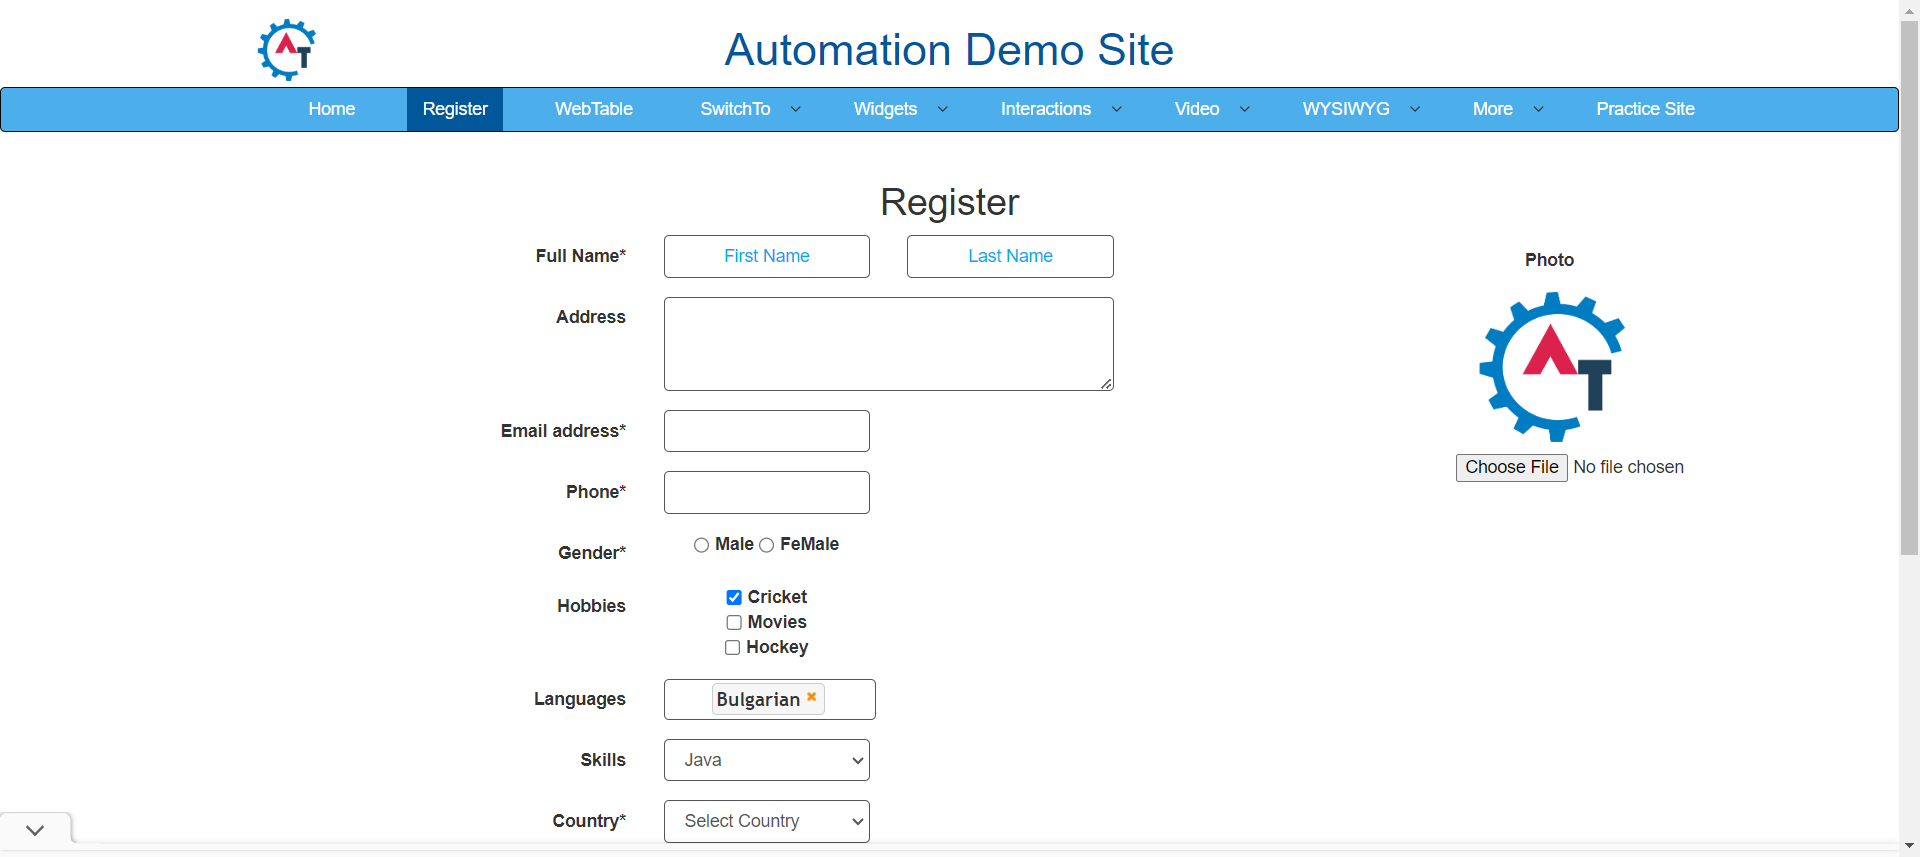 AT
Automation Demo Site
Home Register WebTable SwitchTo Widgets Interactions Video WYSIWYG More Practice Site
Register
Full Name* First Name Last Name
Photo
Address
AT
Email address*
Choose File No file chosen
Phone*
Gender* Male FeMale
Hobbies Cricket
Movies
Hockey
Languages Bulgarian
Skills Java
Country* Select Country